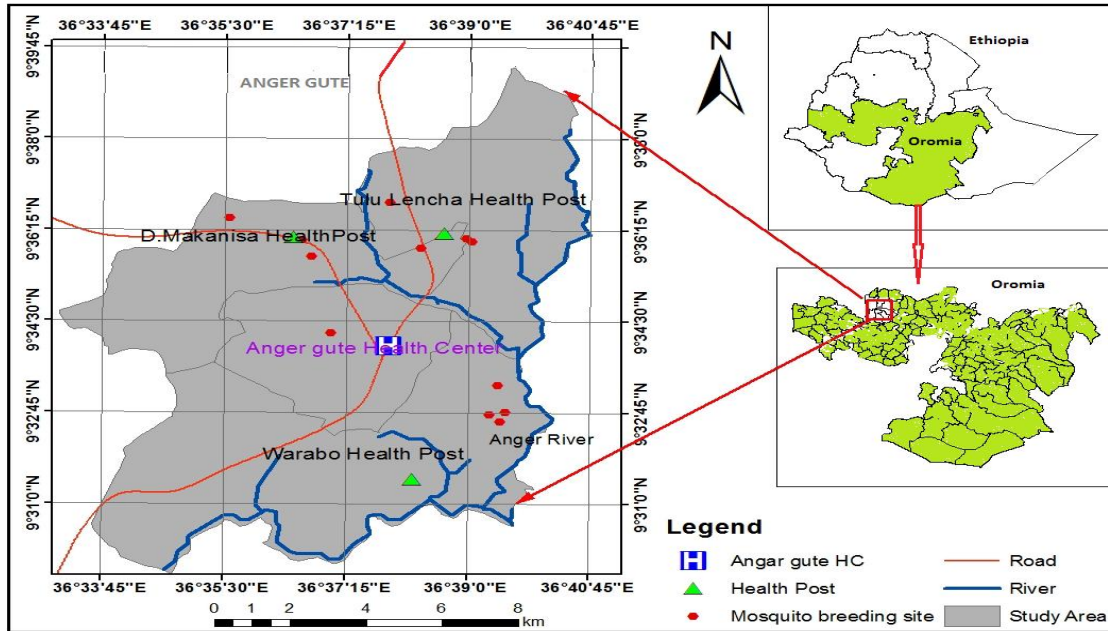 36°33'45"E 36°35'30"E 36°37'15"E 36°39'0"E 36°40'45"E
9°39'45"N
9°38'0"N
9°36'15"N
9°34'30"N
9°32'45"N
9°31'0"N
ANGER GUTE
Tulu Lencha Health Post
D.Makanisa HealthPost
Anger gute Health Center
H
Anger River
Warabo Health Post
9°39'45"N
9°38'0"N
9°36'15"N
9°34'30"N
9°32'45"N
9°31'0"N
36°33'45"E 36°35'30"E 36°37'15"E 36°39'0"E 36°40'45"E
0 1 2 4 6 8
km
N
Ethiopia
Oromia
Oromia
Legend
H Angar gute HC
Health Post
Mosquito breeding site
Road
River
Study Area